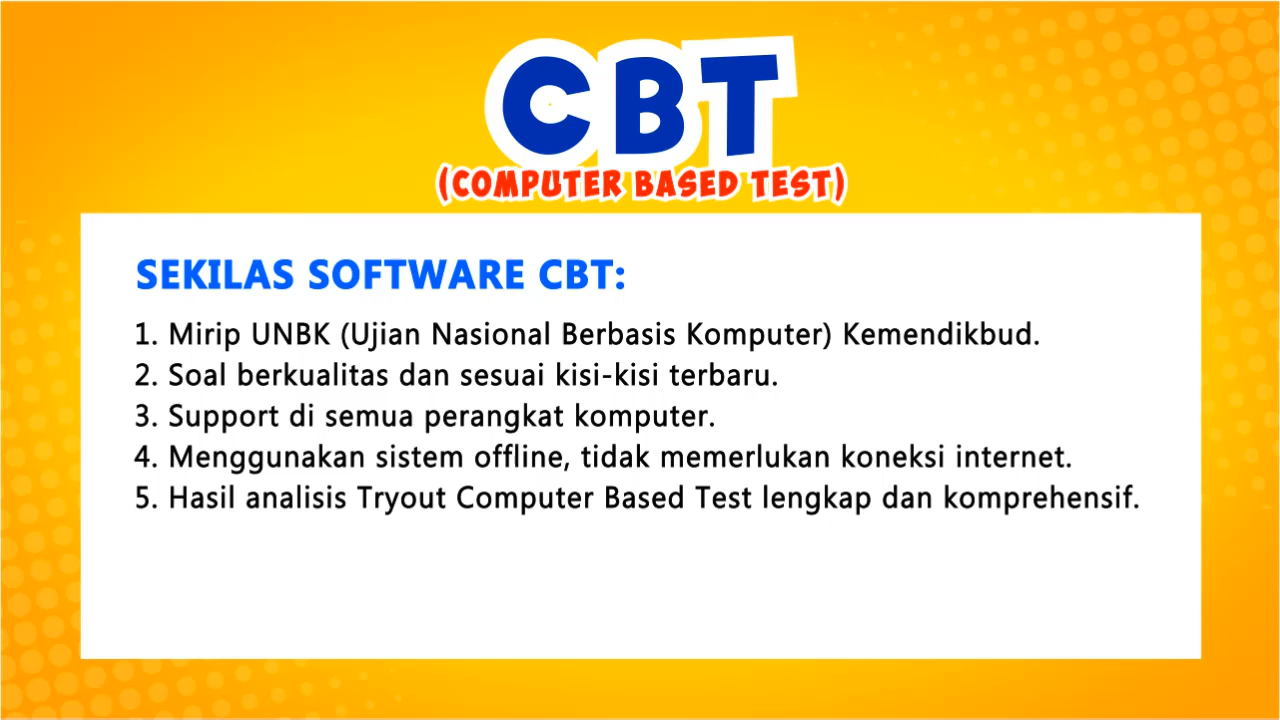 CBT
(COMPUTER BASED TEST)
SEKILAS SOFTWARE CBT:
1. Mirip UNBK (Ujian Nasional Berbasis Komputer) Kemendikbud.
2. Soal berkualitas dan sesuai kisi-kisi terbaru.
3. Support di semua perangkat komputer.
4. Menggunakan sistem offline, tidak memerlukan koneksi internet.
5. Hasil analisis Tryout Computer Based Test lengkap dan komprehensif.